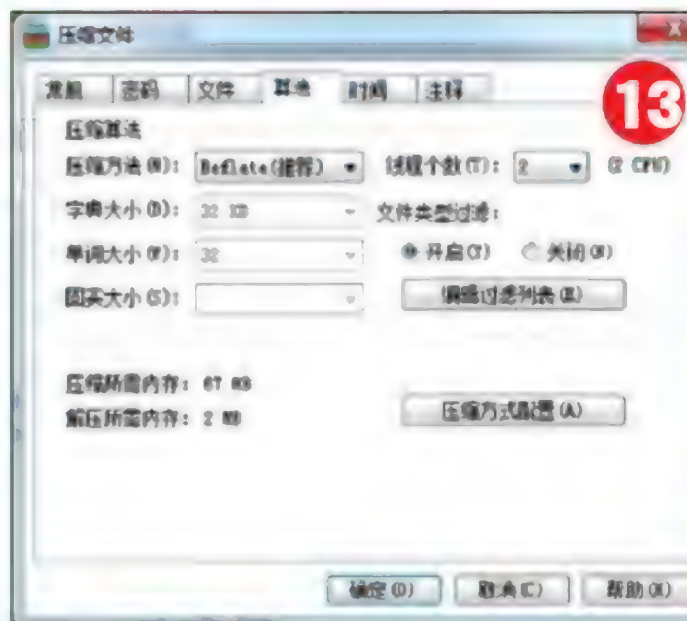 压缩文件
13
常规 密码 文件 算法 时间 注释
压缩算法
压缩方法(M): Deflate(推荐) 线程个数(T): 2 (2 CPU)
字典大小(D): 32 KB 文件类型过滤:
单词大小(W): 32 开启(T) 关闭(N)
固实大小(S): 编辑过滤列表(E)
压缩所需内存: 67 MB
解压所需内存: 2 MB 压缩方式配置(A)
确定(O) 取消(C) 帮助(H)